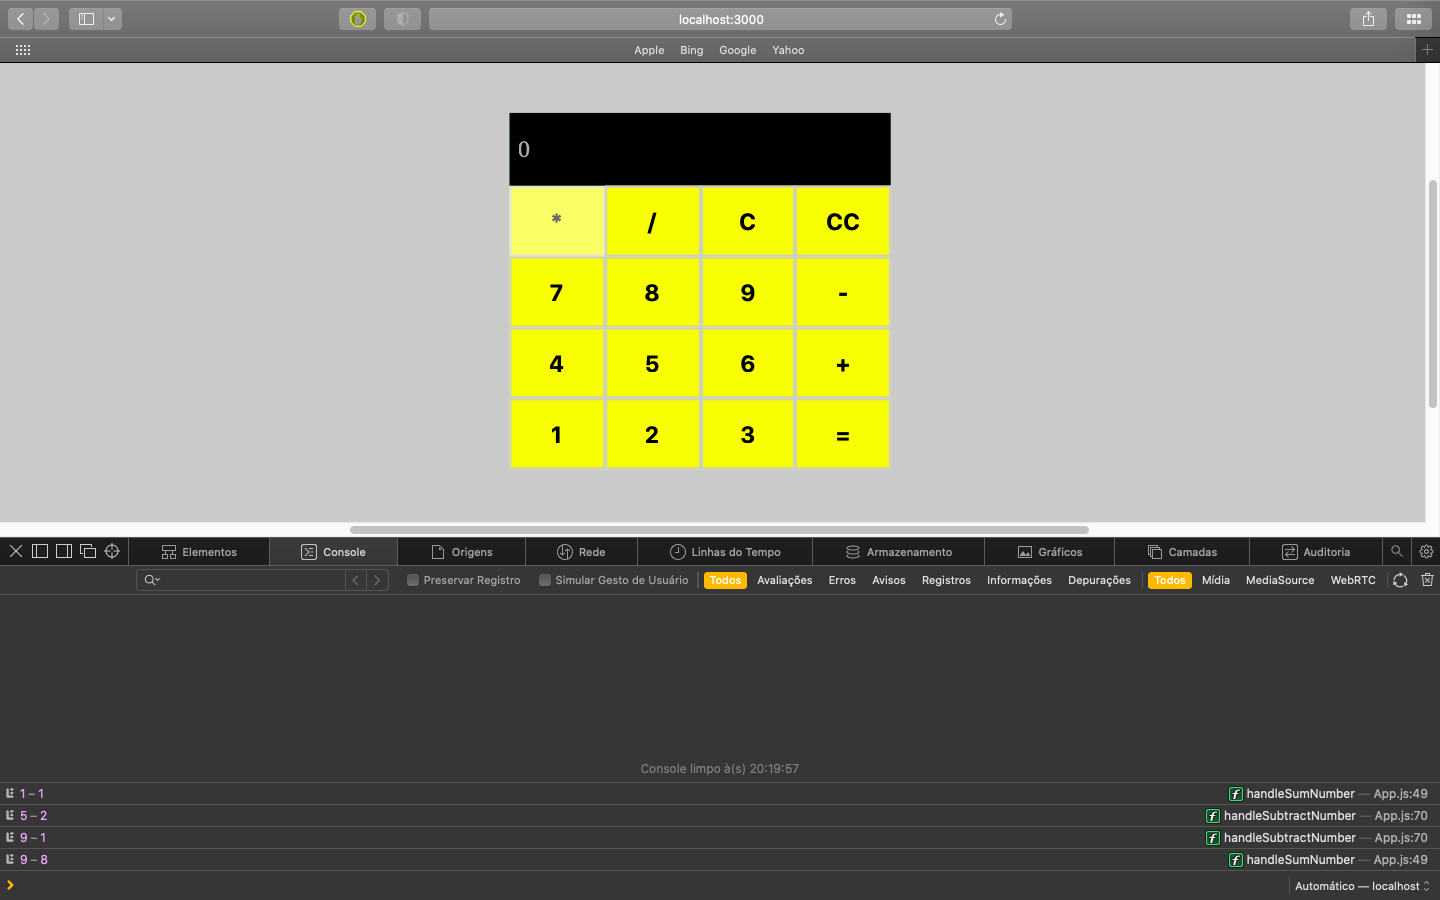 localhost:3000
Apple Bing Google Yahoo
0
* / C CC
7 8 9 -
4 5 6 +
1 2 3 =
Elementos Console Origens Rede Linhas do Tempo Armazenamento Gráficos Camadas Auditoria
Preservar Registro Simular Gesto de Usuário Todos Avaliações Erros Avisos Registros Informações Depurações Todos Mídia MediaSource WebRTC
Console limpo à(s) 20:19:57
1 – 1 f handleSumNumber — App.js:49
5 – 2 f handleSubtractNumber — App.js:70
9 – 1 f handleSubtractNumber — App.js:70
9 – 8 f handleSumNumber — App.js:49
Automático — localhost